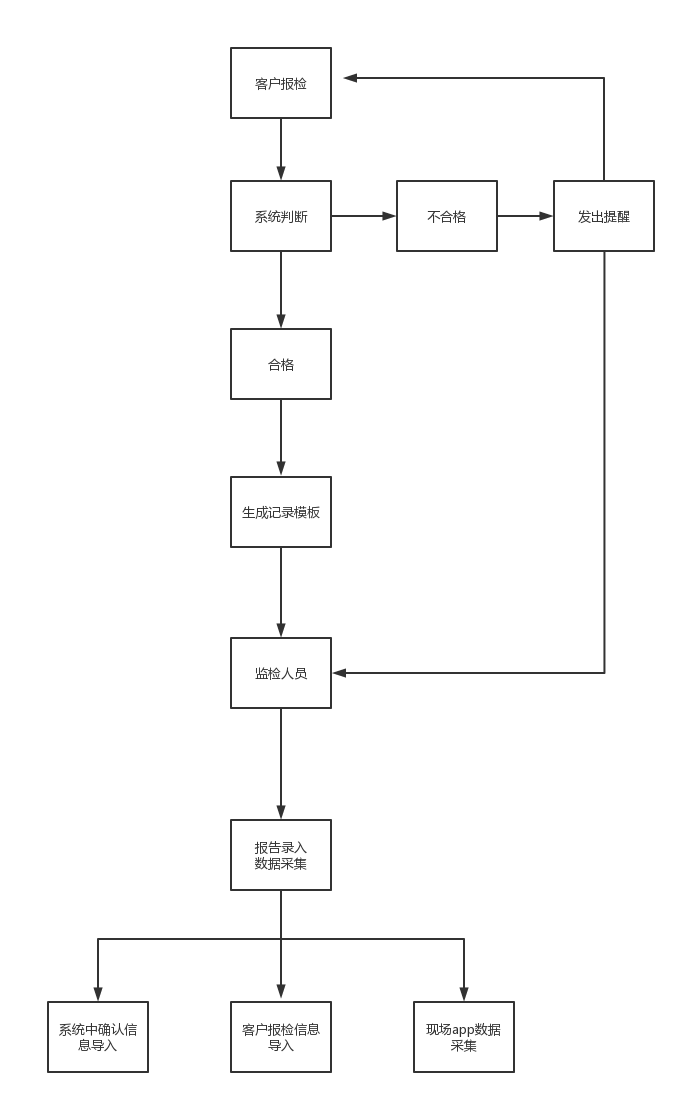 客户报检
系统判断
不合格
发出提醒
合格
生成记录模板
监检人员
报告录入
数据采集
系统中确认信
息导入
客户报检信息
导入
现场app数据
采集